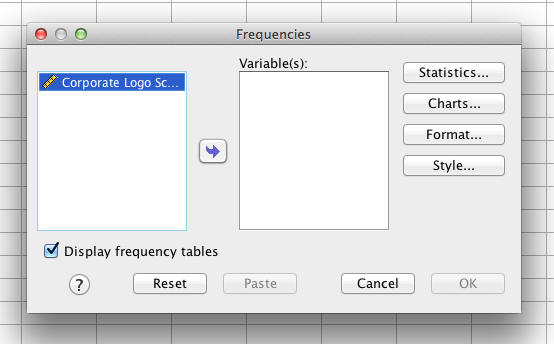 Frequencies
Variable(s):
Corporate Logo Sc...
Statistics...
Charts...
Format...
Style...
Display frequency tables
?
Reset
Paste
Cancel
OK